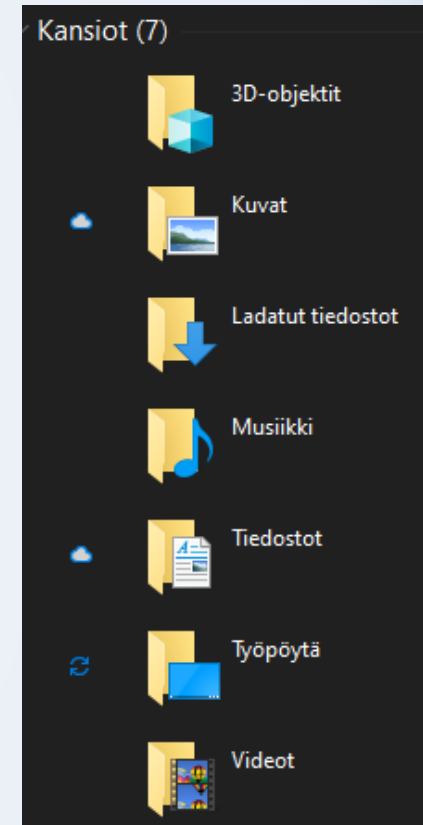 Kansiot (7)
3D-objektit
Kuvat
Ladatut tiedostot
Musiikki
Tiedostot
Työpöytä
Videot